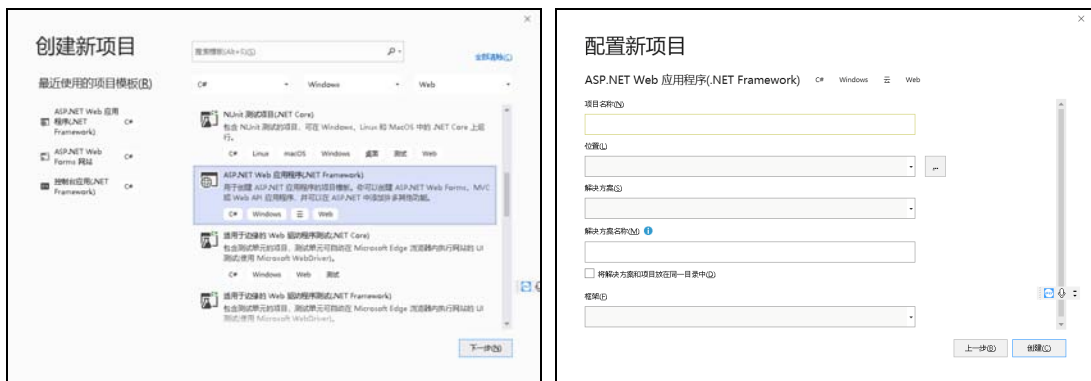 创建新项目
搜索模板(Alt+S)(S)
全部清除(C)
最近使用的项目模板(R)
C#
Windows
Web
ASP.NET Web 应用程序(.NET Framework)
C#
ASP.NET Web Forms 网站
C#
控制台应用(.NET Framework)
C#
NUnit 测试项目(.NET Core)
包含 NUnit 测试的项目，可在 Windows、Linux 和 MacOS 中的 .NET Core 上运行。
C# Linux macOS Windows 桌面 测试 Web
ASP.NET Web 应用程序(.NET Framework)
用于创建 ASP.NET 应用程序的项目模板。你可以创建 ASP.NET Web Forms、MVC
或 Web API 应用程序，并可以在 ASP.NET 中添加许多其他功能。
C# Windows 云 Web
适用于边缘的 Web 驱动程序测试(.NET Core)
包含测试单元的项目，测试单元可自动在 Microsoft Edge 浏览器内执行网站的 UI
测试(使用 Microsoft WebDriver)。
C# Windows Web 测试
适用于边缘的 Web 驱动程序测试(.NET Framework)
包含测试单元的项目，测试单元可自动在 Microsoft Edge 浏览器内执行网站的 UI
测试(使用 Microsoft WebDriver)。
下一步(N)
配置新项目
ASP.NET Web 应用程序(.NET Framework) C# Windows 云 Web
项目名称(N)
位置(L)
解决方案(S)
解决方案名称(M)
将解决方案和项目放在同一目录中(D)
框架(F)
上一步(B)
创建(C)